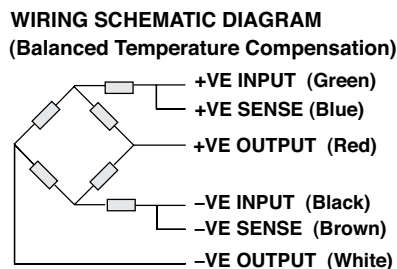 WIRING SCHEMATIC DIAGRAM
(Balanced Temperature Compensation)
+VE INPUT (Green)
+VE SENSE (Blue)
+VE OUTPUT (Red)
–VE INPUT (Black)
–VE SENSE (Brown)
–VE OUTPUT (White)